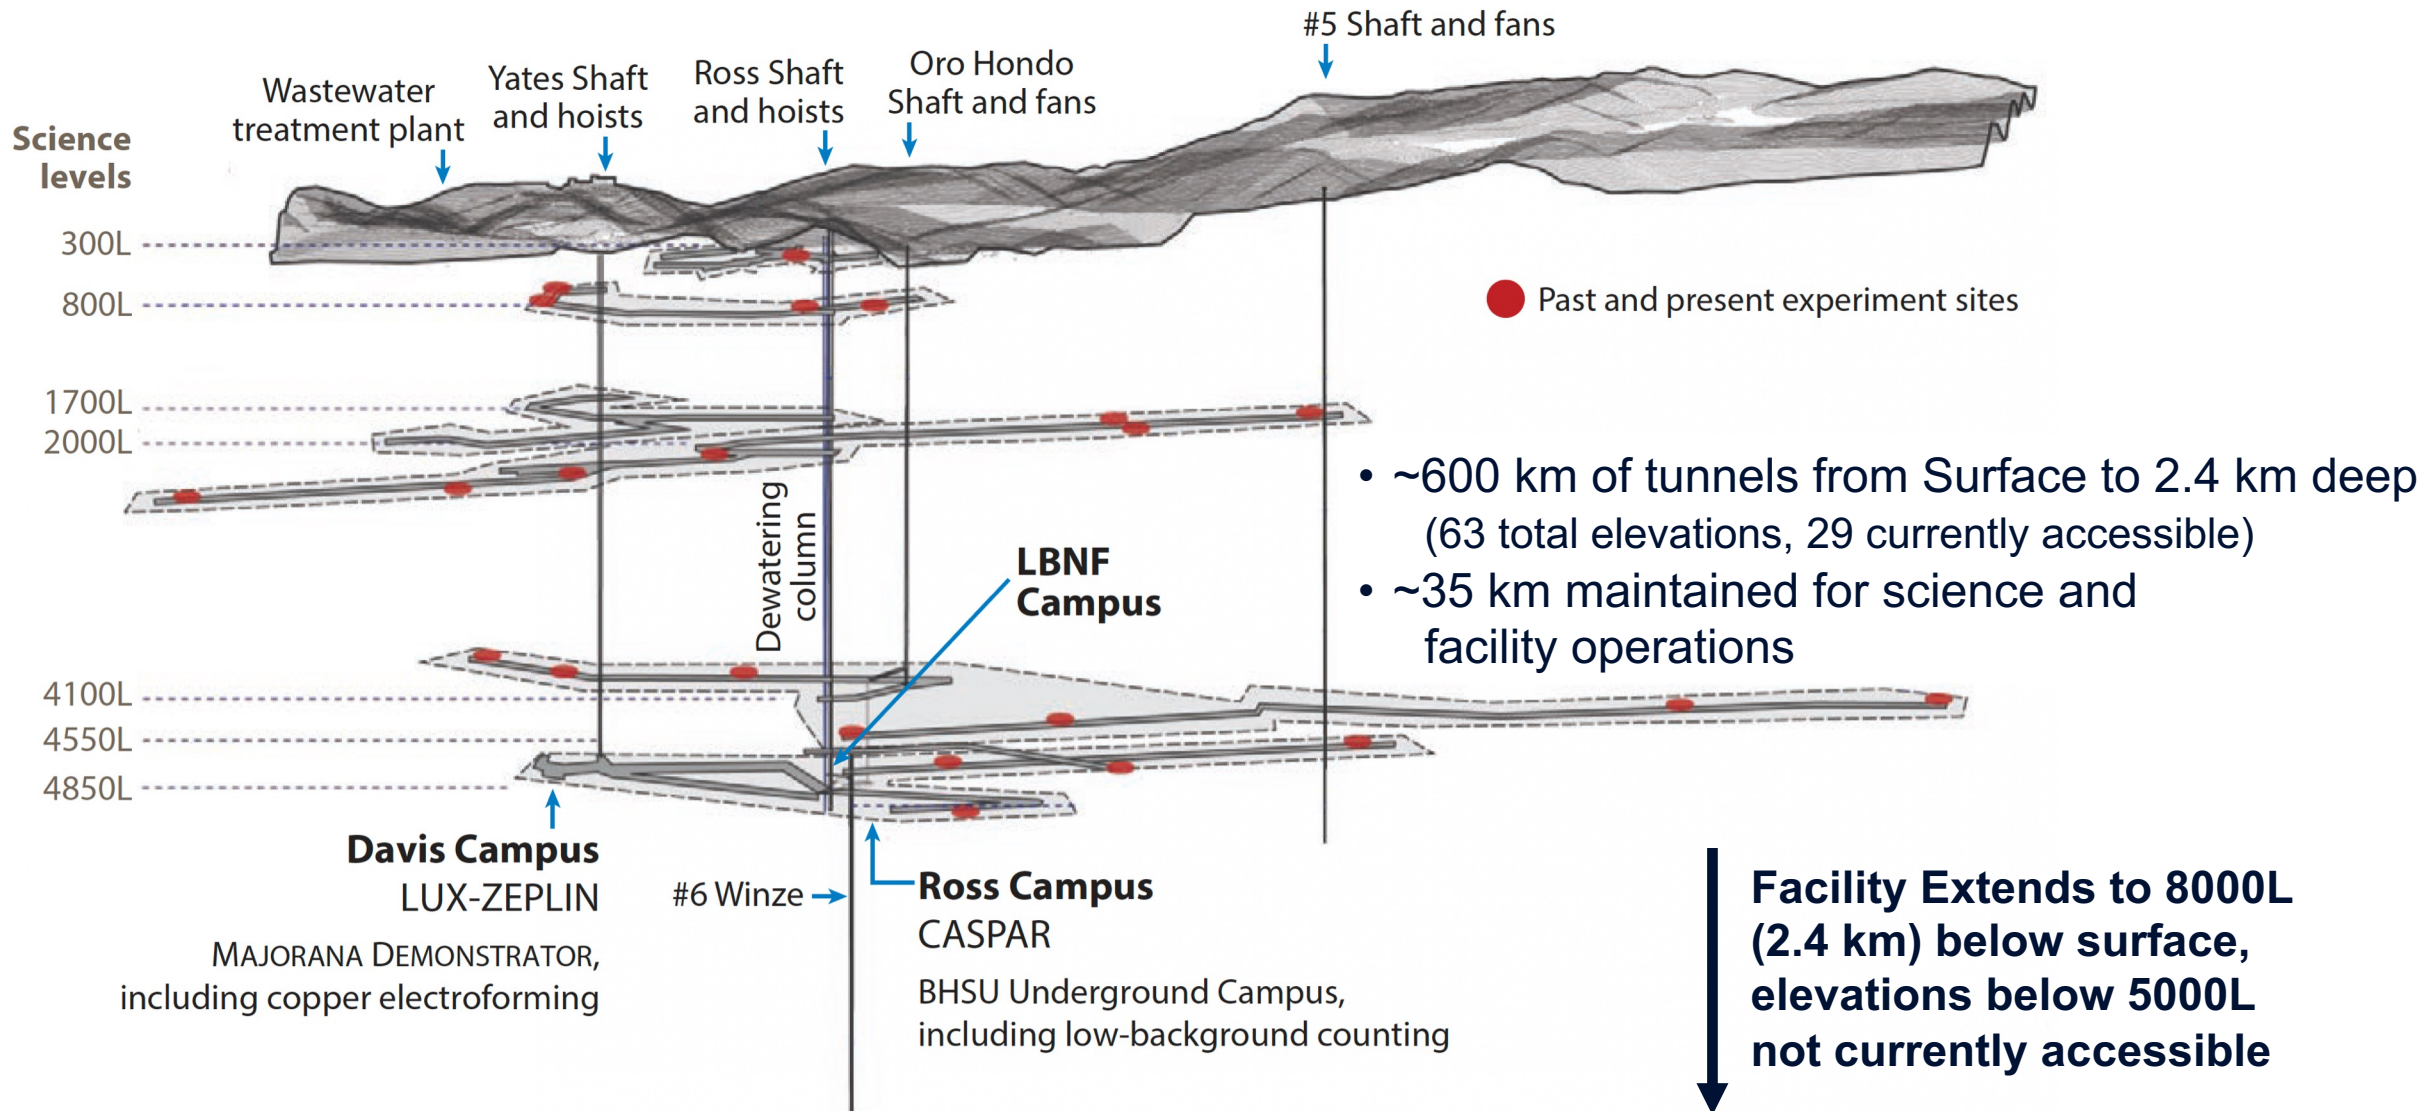 #5 Shaft and fans
Oro Hondo
Shaft and fans
Ross Shaft
and hoists
Yates Shaft
and hoists
Wastewater
treatment plant
Science
levels
300L
800L
1700L
2000L
4100L
4550L
4850L
Past and present experiment sites
• ~600 km of tunnels from Surface to 2.4 km deep
(63 total elevations, 29 currently accessible)
• ~35 km maintained for science and
facility operations
Dewatering
column
LBNF
Campus
Davis Campus
LUX-ZEPLIN
MAJORANA DEMONSTRATOR,
including copper electroforming
#6 Winze
Ross Campus
CASPAR
BHSU Underground Campus,
including low-background counting
Facility Extends to 8000L
(2.4 km) below surface,
elevations below 5000L
not currently accessible